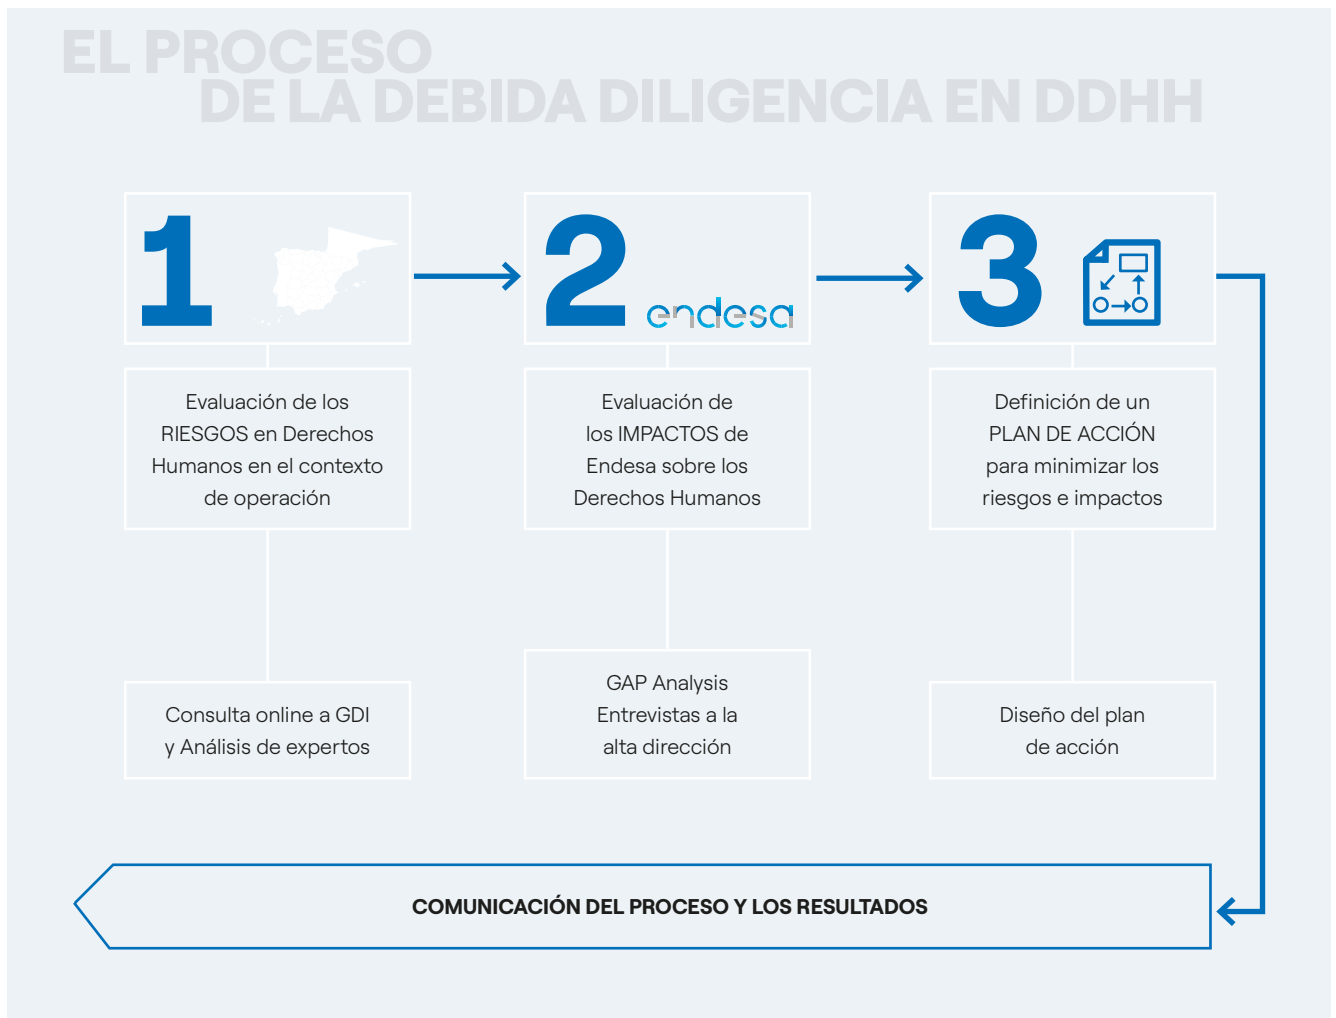 EL PROCESO
DE LA DEBIDA DILIGENCIA EN DDHH
1
Evaluación de los
RIESGOS en Derechos
Humanos en el contexto
de operación
Consulta online a GDI
y Análisis de expertos
2
endesa
Evaluación de
los IMPACTOS de
Endesa sobre los
Derechos Humanos
GAP Analysis
Entrevistas a la
alta dirección
3
Definición de un
PLAN DE ACCIÓN
para minimizar los
riesgos e impactos
Diseño del plan
de acción
COMUNICACIÓN DEL PROCESO Y LOS RESULTADOS